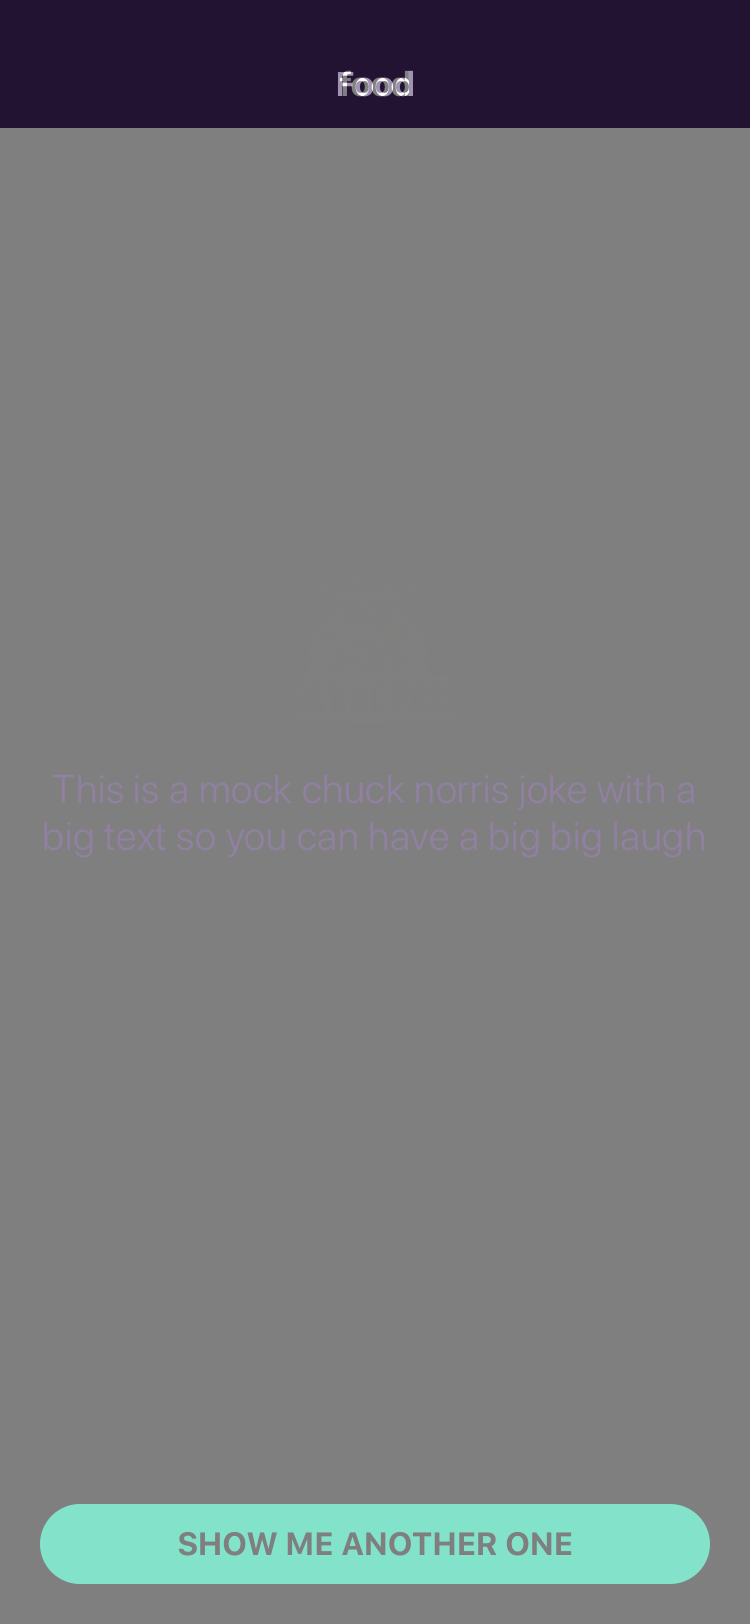 food
This is a mock chuck norris joke with a
big text so you can have a big big laugh
SHOW ME ANOTHER ONE